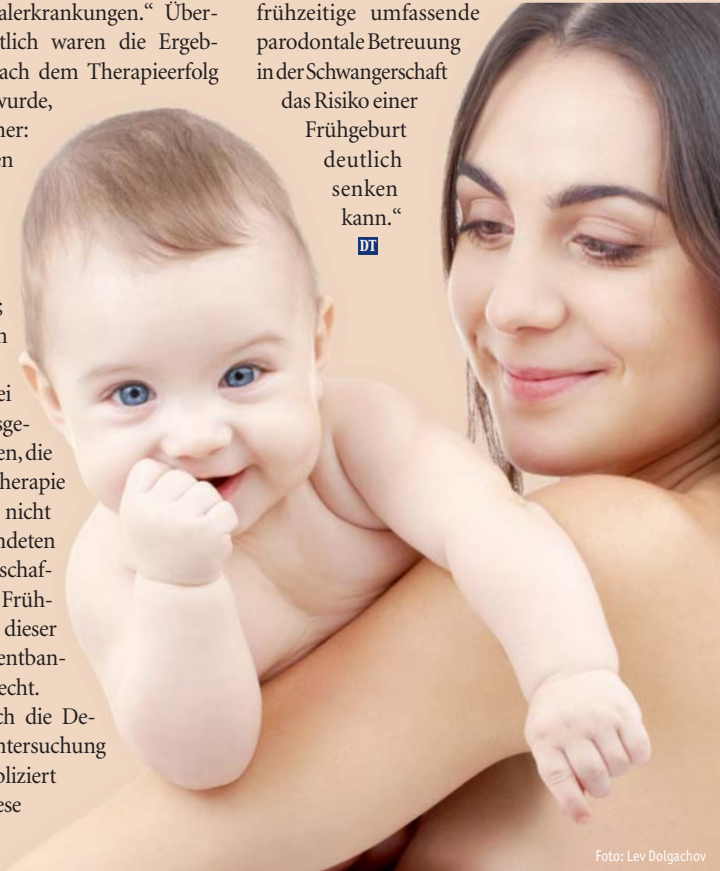 alerkrankungen.“ Über-
tlich waren die Ergeb-
ach dem Therapieerfolg
wurde,
ner:
en
n
ei
sge-
en, die
herapie
nicht
ndeten
schaf-
Früh-
dieser
entban-
echt.
ch die De-
ntersuchung
pliziert
ese
frühzeitige umfassende
parodontale Betreuung
in der Schwangerschaft
das Risiko einer
Frühgeburt
deutlich
senken
kann.“
DT
Foto: Lev Dolgachov